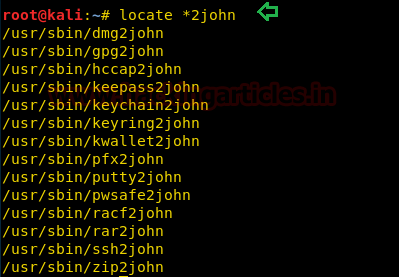 root@kali:~# locate *2john
/usr/sbin/dmg2john
/usr/sbin/gpg2john
/usr/sbin/hccap2john
/usr/sbin/keepass2john
/usr/sbin/keychain2john
/usr/sbin/keyring2john
/usr/sbin/kwallet2john
/usr/sbin/pfx2john
/usr/sbin/putty2john
/usr/sbin/pwsafe2john
/usr/sbin/racf2john
/usr/sbin/rar2john
/usr/sbin/ssh2john
/usr/sbin/zip2john